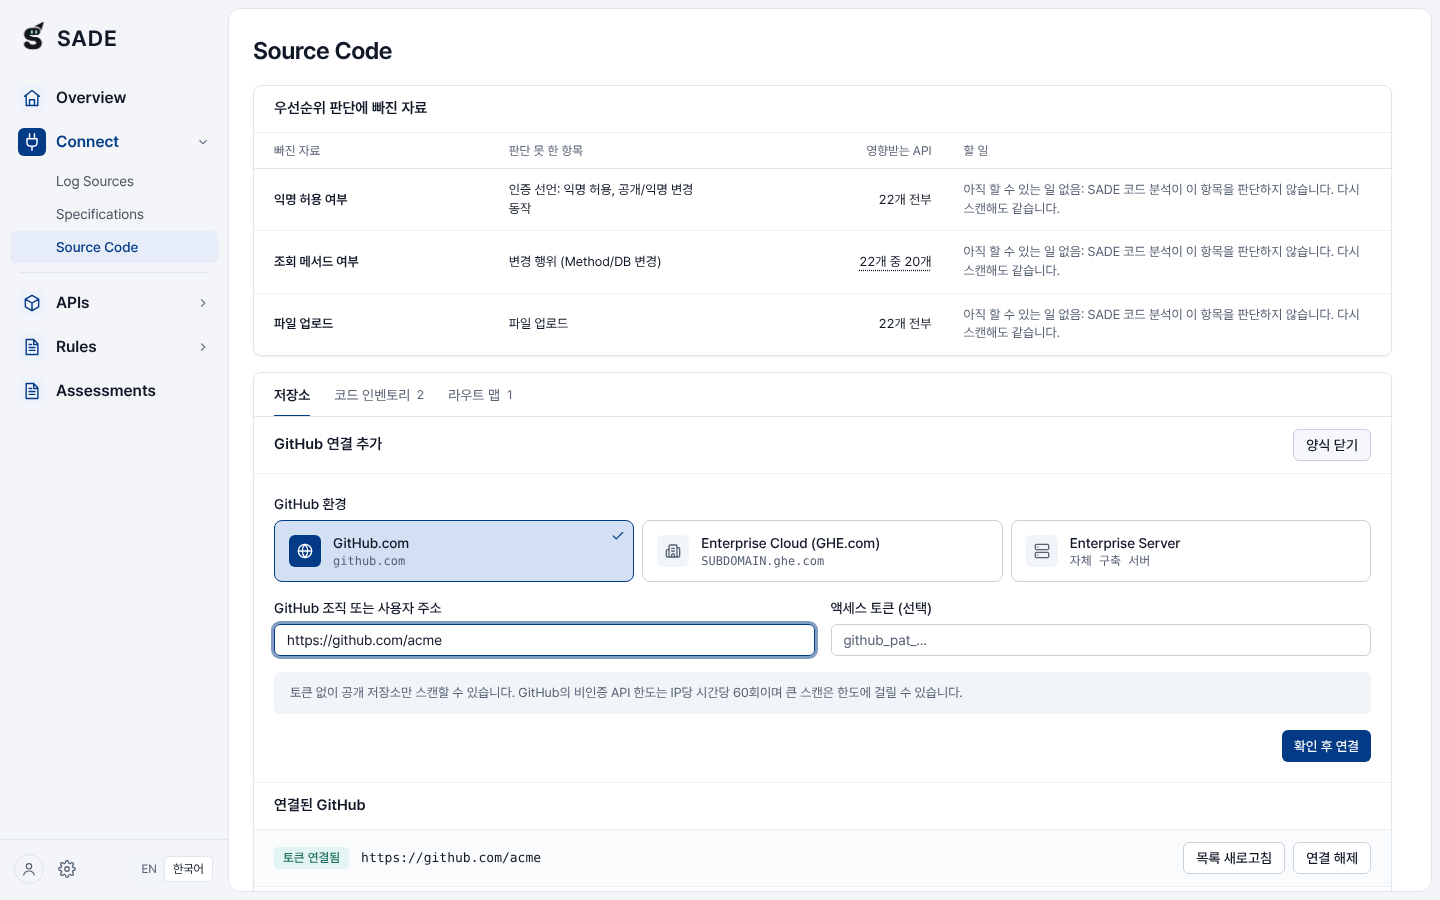 SADE
Overview
Connect
Log Sources
Specifications
Source Code
APIs
Rules
Assessments
EN 한국어
Source Code
우선순위 판단에 빠진 자료
빠진 자료 판단 못 한 항목 영향받는 API 할 일
익명 허용 여부 인증 선언: 익명 허용, 공개/익명 변경 동작 22개 전부 아직 할 수 있는 일 없음: SADE 코드 분석이 이 항목을 판단하지 않습니다. 다시 스캔해도 같습니다.
조회 메서드 여부 변경 행위 (Method/DB 변경) 22개 중 20개 아직 할 수 있는 일 없음: SADE 코드 분석이 이 항목을 판단하지 않습니다. 다시 스캔해도 같습니다.
파일 업로드 파일 업로드 22개 전부 아직 할 수 있는 일 없음: SADE 코드 분석이 이 항목을 판단하지 않습니다. 다시 스캔해도 같습니다.
저장소 코드 인벤토리 2 라우트 맵 1
GitHub 연결 추가 양식 닫기
GitHub 환경
GitHub.com
github.com
Enterprise Cloud (GHE.com)
SUBDOMAIN.ghe.com
Enterprise Server
자체 구축 서버
GitHub 조직 또는 사용자 주소
https://github.com/acme
액세스 토큰 (선택)
github_pat_...
토큰 없이 공개 저장소만 스캔할 수 있습니다. GitHub의 비인증 API 한도는 IP당 시간당 60회이며 큰 스캔은 한도에 걸릴 수 있습니다.
확인 후 연결
연결된 GitHub
토큰 연결됨 https://github.com/acme 목록 새로고침 연결 해제